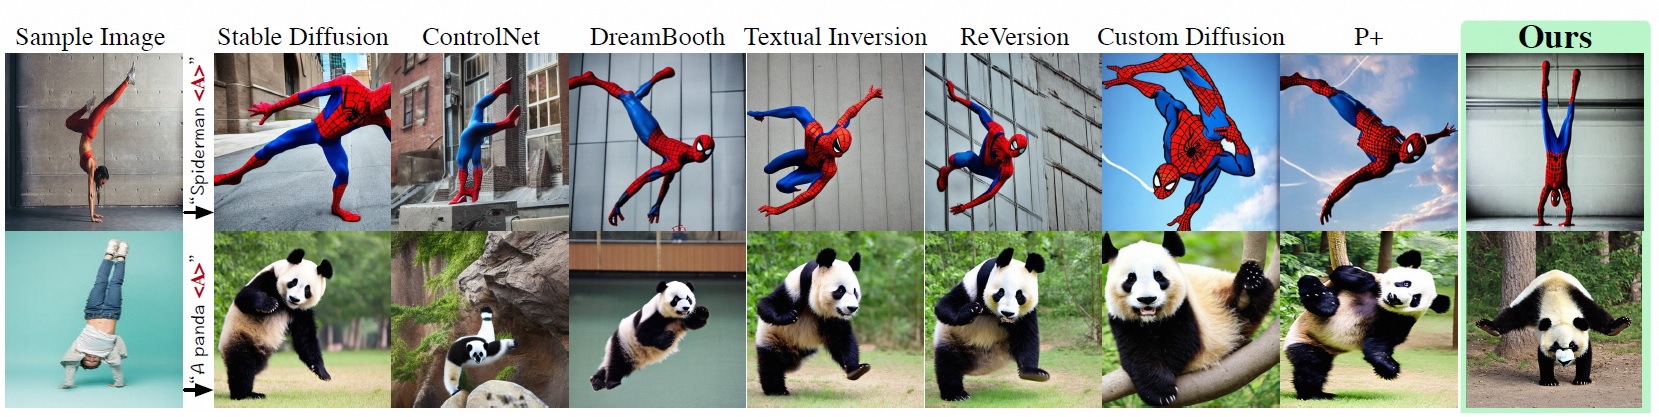 Sample Image
Stable Diffusion
ControlNet
DreamBooth
Textual Inversion
ReVersion
Custom Diffusion
P+
Ours
“Spiderman <A>”
“A panda <A>”